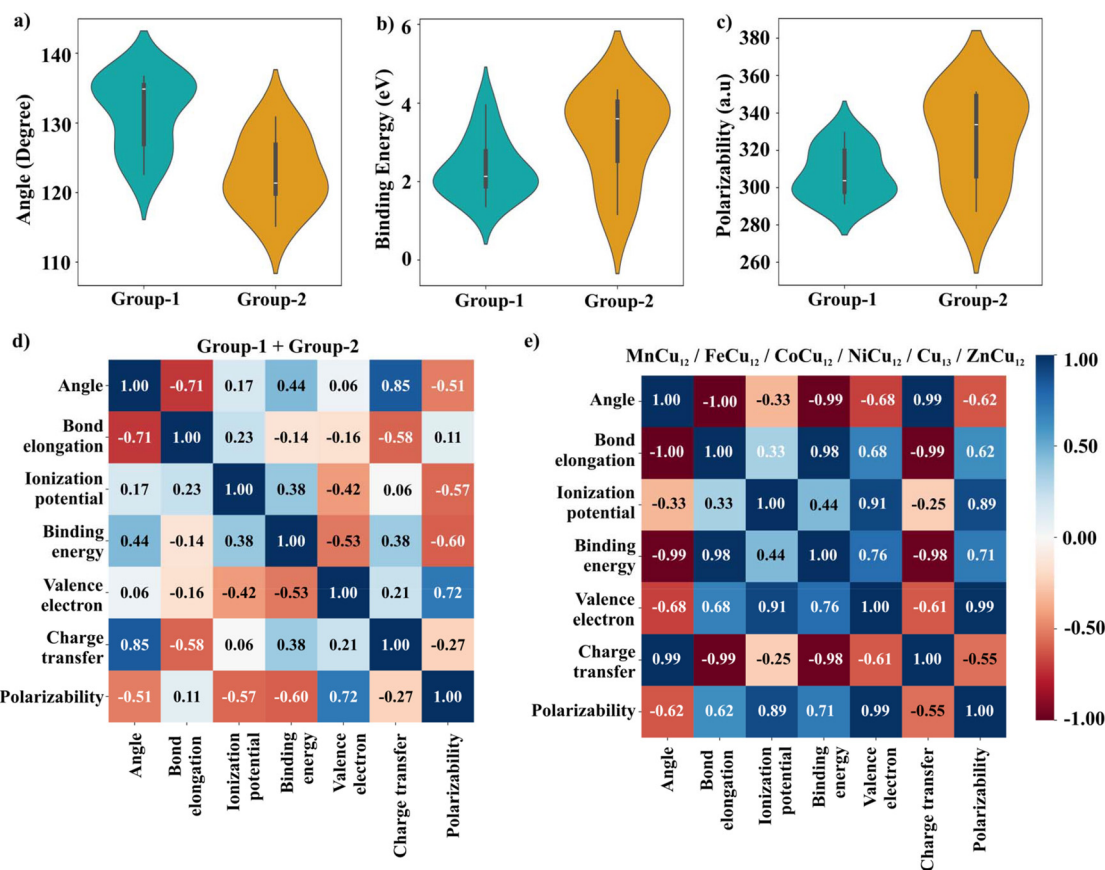 a)
140
130
120
110
Angle (Degree)
Group-1 Group-2
b)
6
4
2
0
Binding Energy (eV)
Group-1 Group-2
c)
380
360
340
320
300
280
260
Polarizability (a.u)
Group-1 Group-2
d)
Group-1 + Group-2
Angle 1.00 -0.71 0.17 0.44 0.06 0.85 -0.51
Bond
elongation -0.71 1.00 0.23 -0.14 -0.16 -0.58 0.11
Ionization
potential 0.17 0.23 1.00 0.38 -0.42 0.06 -0.57
Binding
energy 0.44 -0.14 0.38 1.00 -0.53 0.38 -0.60
Valence
electron 0.06 -0.16 -0.42 -0.53 1.00 0.21 0.72
Charge
transfer 0.85 -0.58 0.06 0.38 0.21 1.00 -0.27
Polarizability -0.51 0.11 -0.57 -0.60 0.72 -0.27 1.00
Angle
Bond
elongation
Ionization
potential
Binding
energy
Valence
electron
Charge transfer
Polarizability
e)
MnCu₁₂ / FeCu₁₂ / CoCu₁₂ / NiCu₁₂ / Cu₁₃ / ZnCu₁₂
Angle 1.00 -1.00 -0.33 -0.99 -0.68 0.99 -0.62
Bond
elongation -1.00 1.00 0.33 0.98 0.68 -0.99 0.62
Ionization
potential -0.33 0.33 1.00 0.44 0.91 -0.25 0.89
Binding
energy -0.99 0.98 0.44 1.00 0.76 -0.98 0.71
Valence
electron -0.68 0.68 0.91 0.76 1.00 -0.61 0.99
Charge
transfer 0.99 -0.99 -0.25 -0.98 -0.61 1.00 -0.55
Polarizability -0.62 0.62 0.89 0.71 0.99 -0.55 1.00
Angle
Bond
elongation
Ionization
potential
Binding
energy
Valence
electron
Charge transfer
Polarizability
1.00
0.50
0.00
-0.50
-1.00